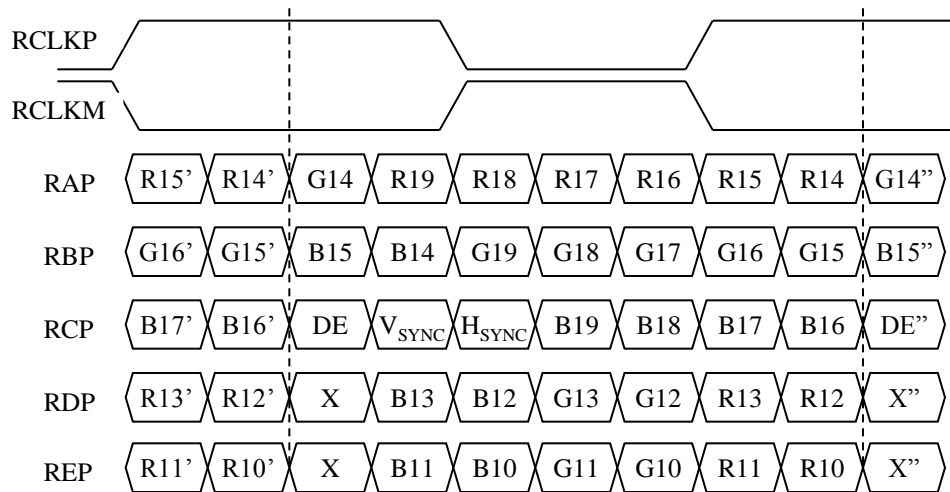 RCLKP
RCLKM
RAP R15’ R14’ G14 R19 R18 R17 R16 R15 R14 G14”
RBP G16’ G15’ B15 B14 G19 G18 G17 G16 G15 B15”
RCP B17’ B16’ DE VSYNC HSYNC B19 B18 B17 B16 DE”
RDP R13’ R12’ X B13 B12 G13 G12 R13 R12 X”
REP R11’ R10’ X B11 B10 G11 G10 R11 R10 X”